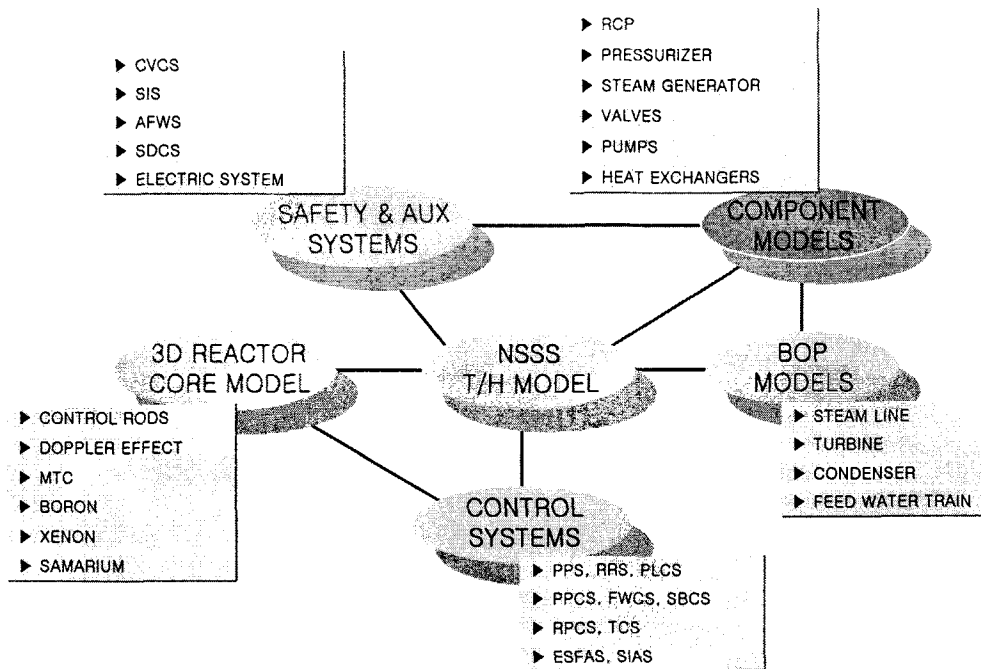 CVCS
SIS
AFWS
SDCS
ELECTRIC SYSTEM
RCP
PRESSURIZER
STEAM GENERATOR
VALVES
PUMPS
HEAT EXCHANGERS
SAFETY & AUX
SYSTEMS
COMPONENT
MODELS
3D REACTOR
CORE MODEL
NSSS
T/H MODEL
BOP
MODELS
CONTROL RODS
DOPPLER EFFECT
MTC
BORON
XENON
SAMARIUM
STEAM LINE
TURBINE
CONDENSER
FEED WATER TRAIN
CONTROL
SYSTEMS
PPS, RRS, PLCS
PPCS, FWCS, SBCS
RPCS, TCS
ESFAS, SIAS